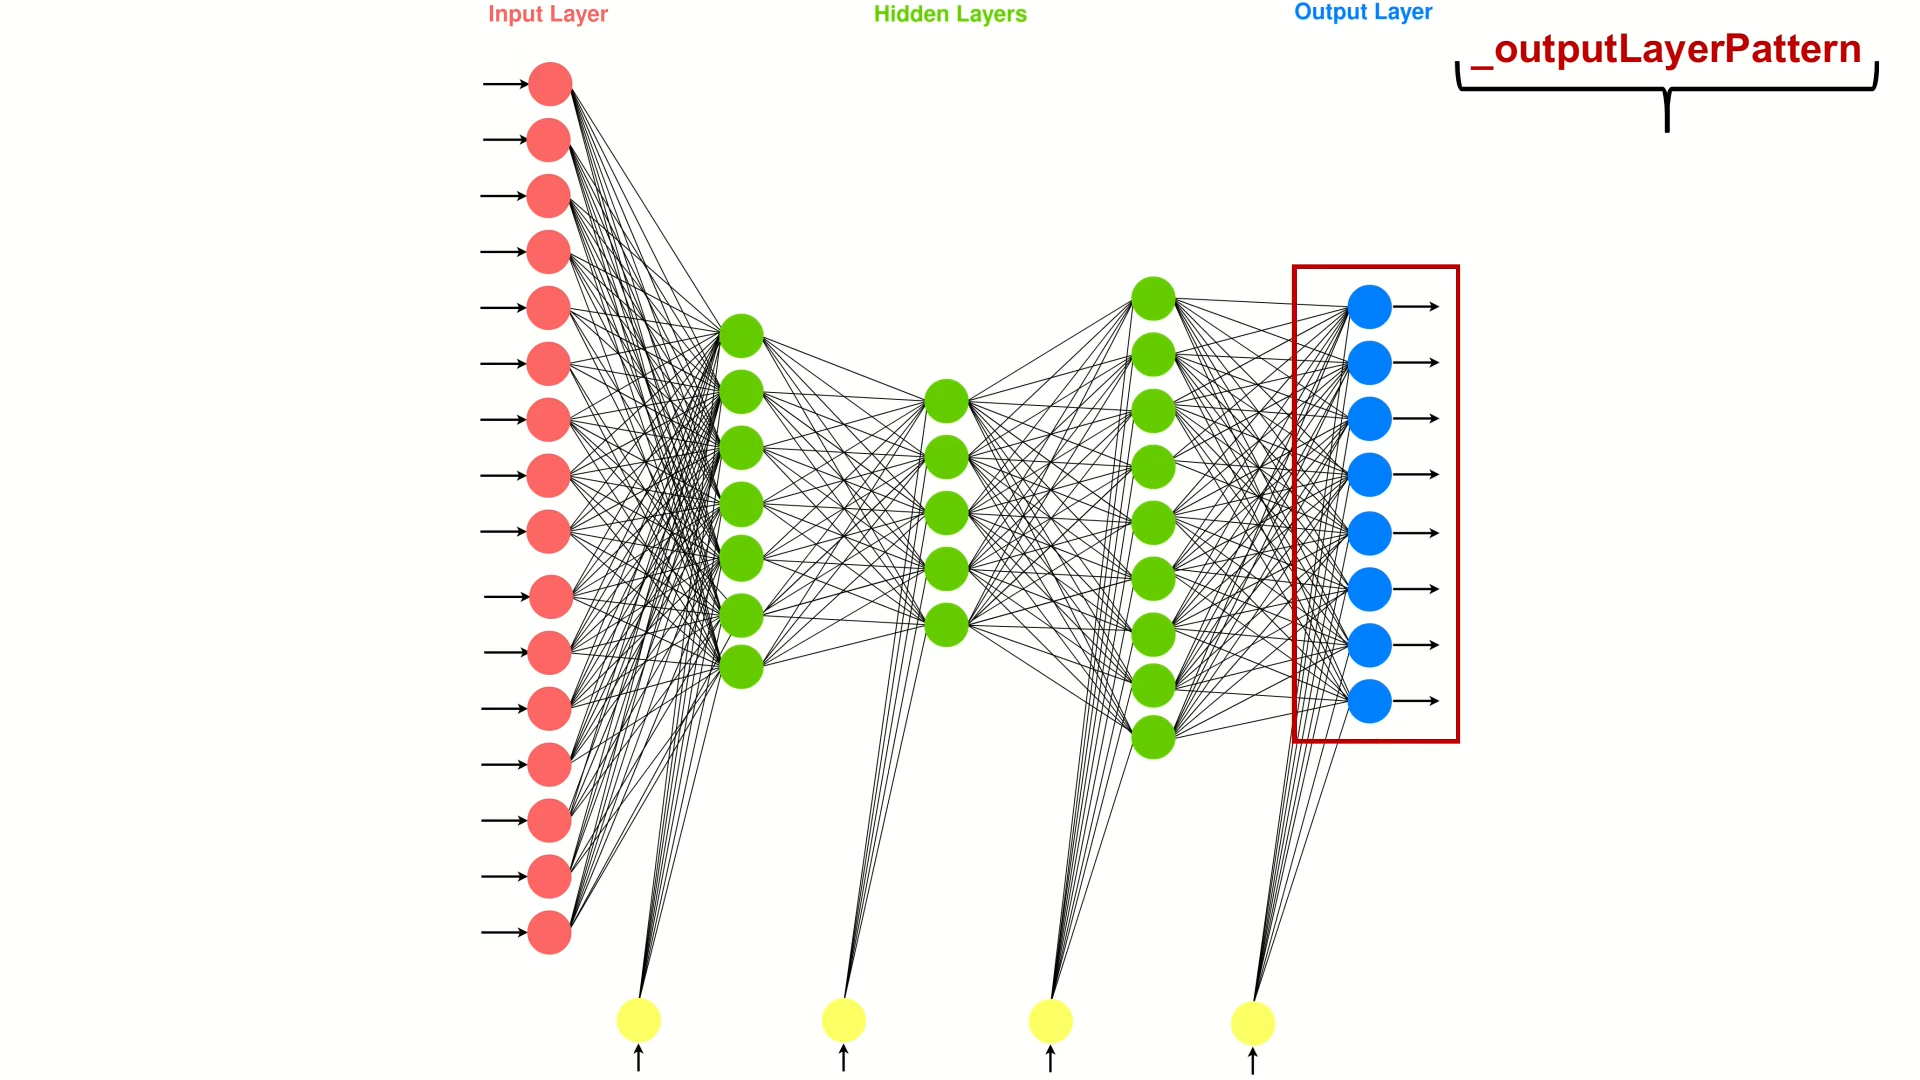 Input Layer
Hidden Layers
Output Layer
_outputLayerPattern